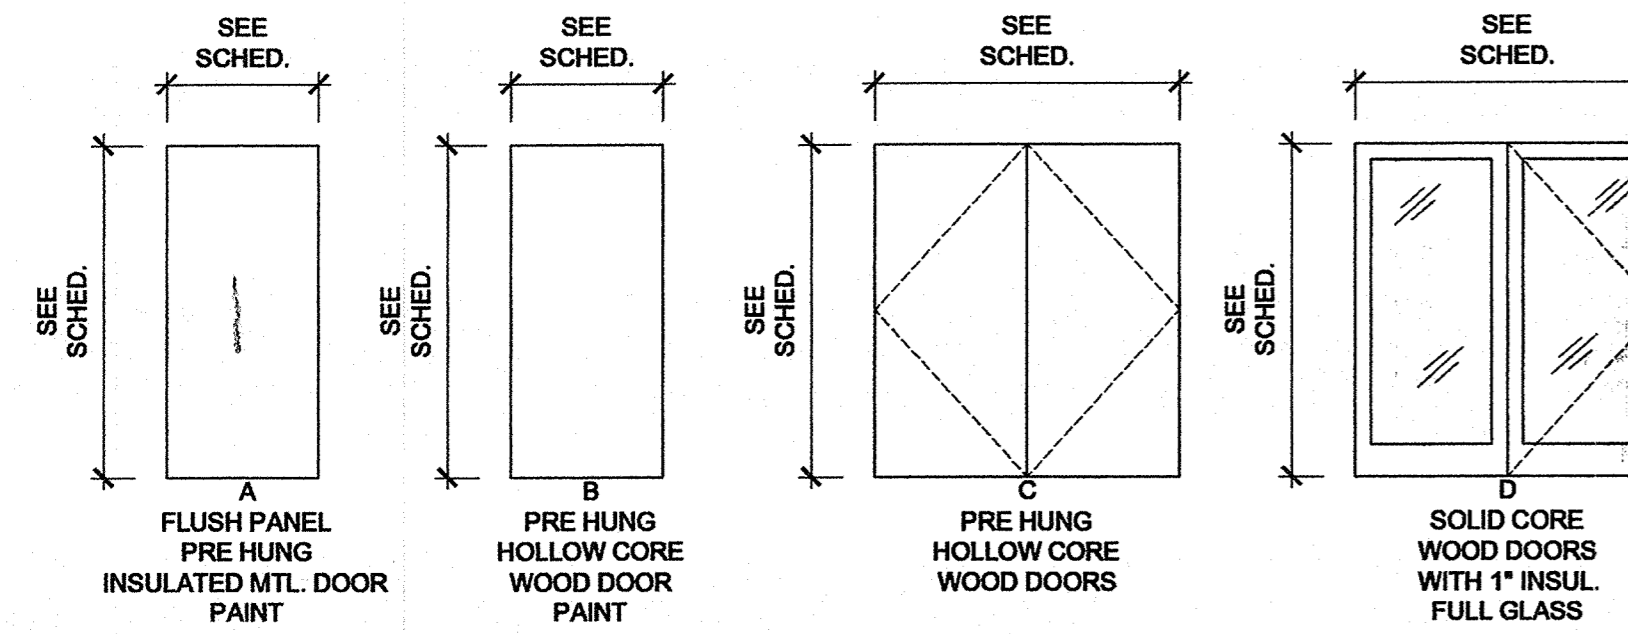 SEE
SCHED.
SEE
SCHED.
A
FLUSH PANEL
PRE HUNG
INSULATED MTL. DOOR
PAINT
SEE
SCHED.
SEE
SCHED.
B
PRE HUNG
HOLLOW CORE
WOOD DOOR
PAINT
SEE
SCHED.
SEE
SCHED.
C
PRE HUNG
HOLLOW CORE
WOOD DOORS
SEE
SCHED.
SEE
SCHED.
D
SOLID CORE
WOOD DOORS
WITH 1" INSUL.
FULL GLASS